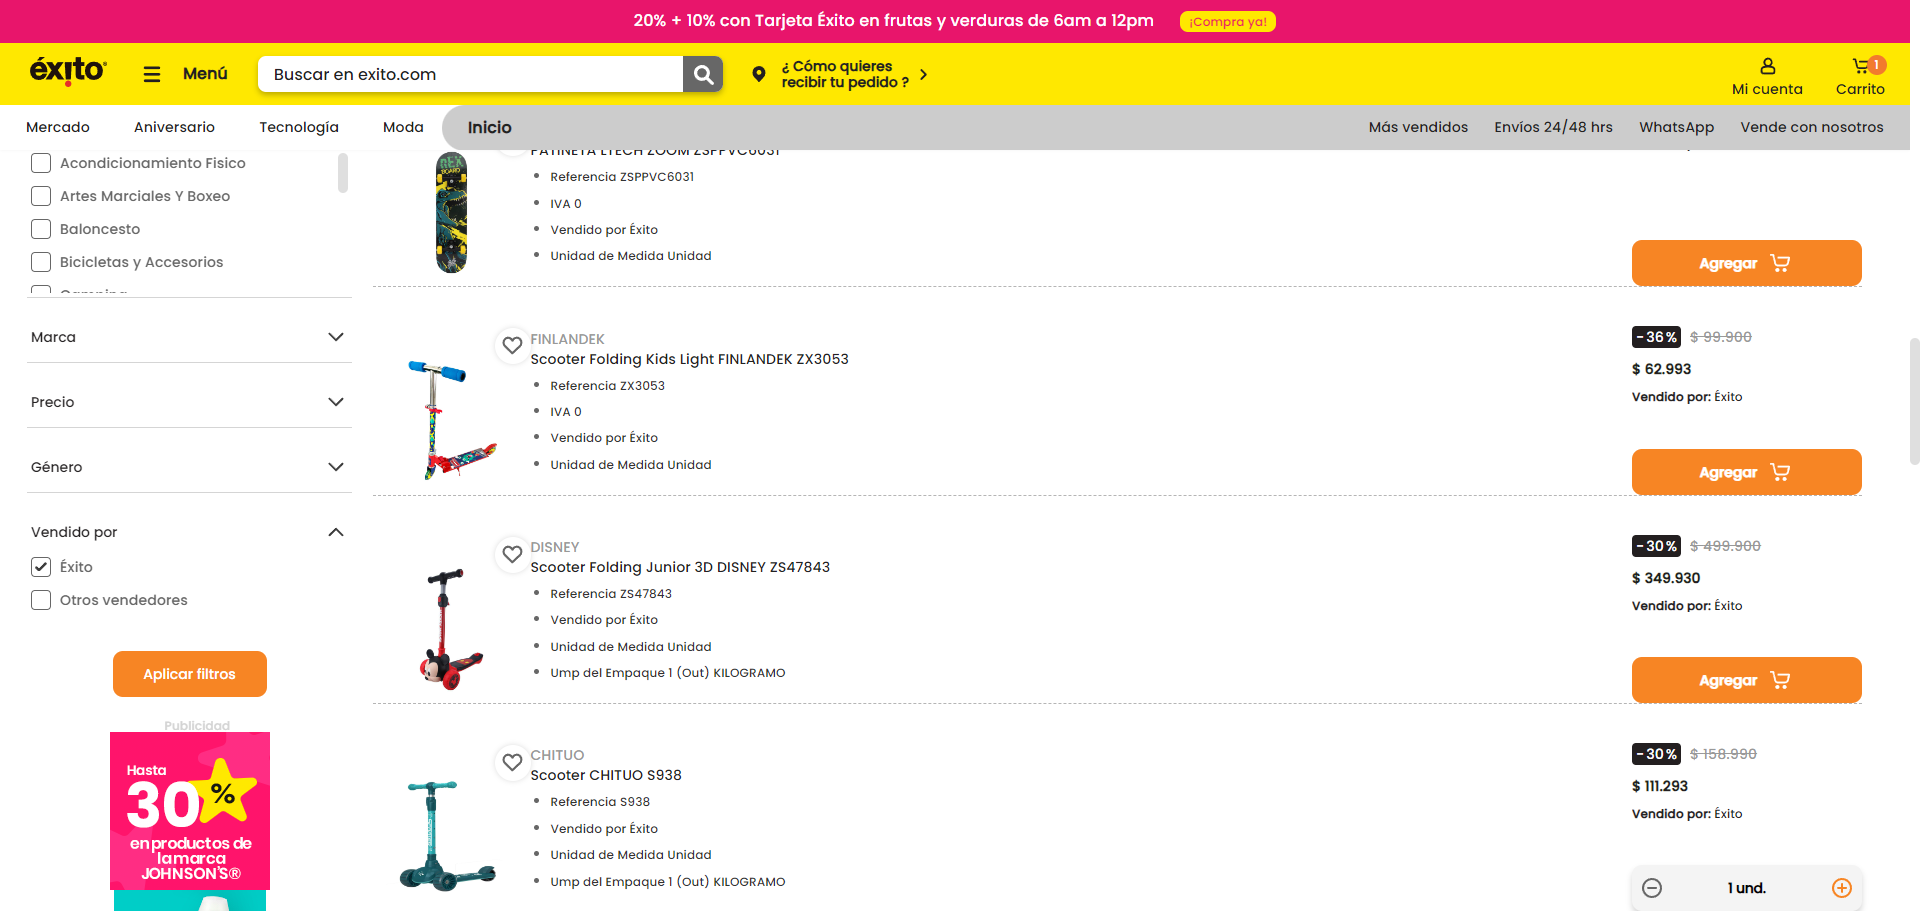 20% + 10% con Tarjeta Éxito en frutas y verduras de 6am a 12pm
¡Compra ya!
éxito
Menú
Buscar en exito.com
¿ Cómo quieres
recibir tu pedido ?
Mi cuenta
1
Carrito
Mercado
Aniversario
Tecnología
Moda
Inicio
Más vendidos
Envíos 24/48 hrs
WhatsApp
Vende con nosotros
Acondicionamiento Fisico
Artes Marciales Y Boxeo
Baloncesto
Bicicletas y Accesorios
Camping
Marca
Precio
Género
Vendido por
Éxito
Otros vendedores
Aplicar filtros
Publicidad
Hasta
30%
en productos de
la marca
JOHNSON'S®
PATINETA LTECH ZOOM ZSPPVC6031
REX
BOARD
Referencia ZSPPVC6031
IVA 0
Vendido por Éxito
Unidad de Medida Unidad
Agregar
FINLANDEK
Scooter Folding Kids Light FINLANDEK ZX3053
Referencia ZX3053
IVA 0
Vendido por Éxito
Unidad de Medida Unidad
-36%
$ 99.900
$ 62.993
Vendido por: Éxito
Agregar
DISNEY
Scooter Folding Junior 3D DISNEY ZS47843
Referencia ZS47843
Vendido por Éxito
Unidad de Medida Unidad
Ump del Empaque 1 (Out) KILOGRAMO
-30%
$ 499.900
$ 349.930
Vendido por: Éxito
Agregar
CHITUO
Scooter CHITUO S938
Referencia S938
Vendido por Éxito
Unidad de Medida Unidad
Ump del Empaque 1 (Out) KILOGRAMO
-30%
$ 158.990
$ 111.293
Vendido por: Éxito
1 und.